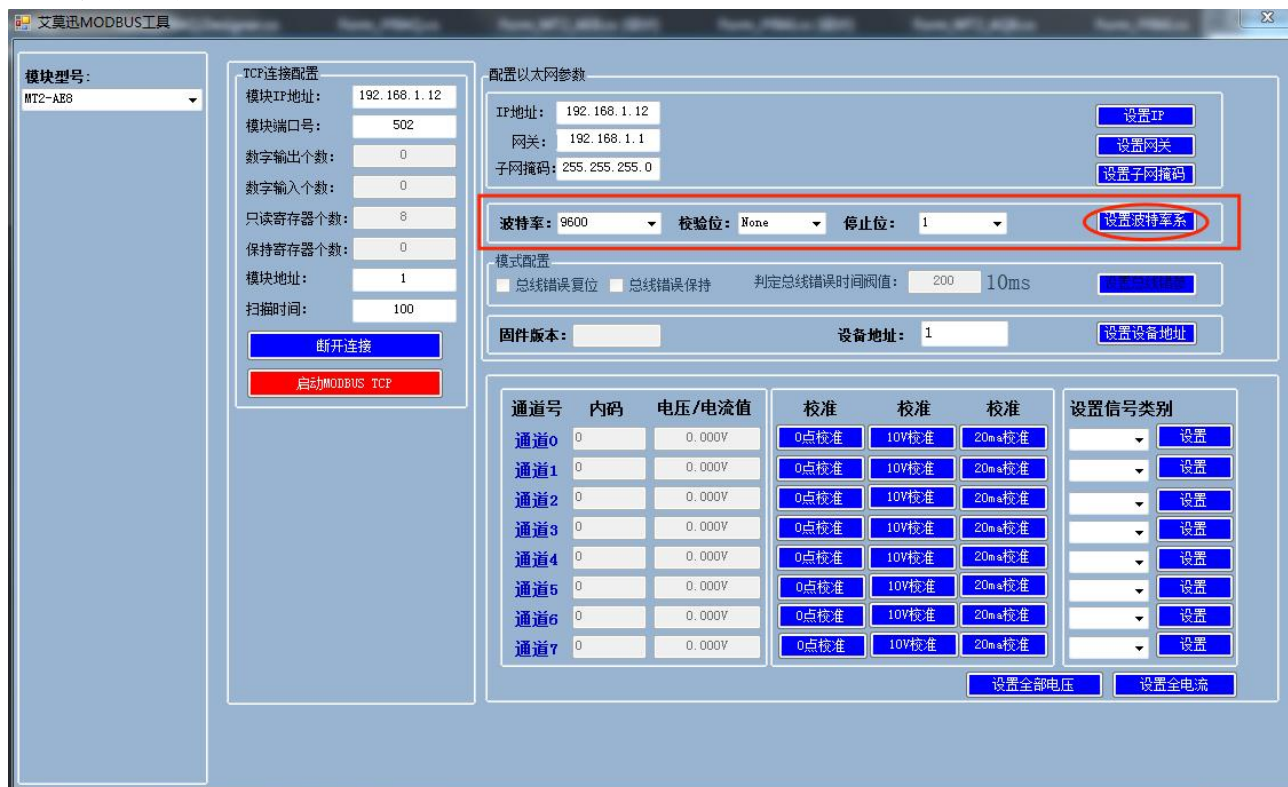 艾莫迅MODBUS工具
模块型号:
MT2-AE8
TCP连接配置
模块IP地址: 192.168.1.12
模块端口号: 502
数字输出个数: 0
数字输入个数: 0
只读寄存器个数: 8
保持寄存器个数: 0
模块地址: 1
扫描时间: 100
断开连接
启动MODBUS TCP
配置以太网参数
IP地址: 192.168.1.12 设置IP
网关: 192.168.1.1 设置网关
子网掩码: 255.255.255.0 设置子网掩码
波特率: 9600 校验位: None 停止位: 1 设置波特率系
模式配置
总线错误复位 总线错误保持 判定总线错误时间阀值: 200 10ms
固件版本: 设备地址: 1 设置设备地址
通道号 内码 电压/电流值 校准 校准 校准 设置信号类别
通道0 0 0.000V 0点校准 10V校准 20ma校准 设置
通道1 0 0.000V 0点校准 10V校准 20ma校准 设置
通道2 0 0.000V 0点校准 10V校准 20ma校准 设置
通道3 0 0.000V 0点校准 10V校准 20ma校准 设置
通道4 0 0.000V 0点校准 10V校准 20ma校准 设置
通道5 0 0.000V 0点校准 10V校准 20ma校准 设置
通道6 0 0.000V 0点校准 10V校准 20ma校准 设置
通道7 0 0.000V 0点校准 10V校准 20ma校准 设置
设置全部电压 设置全电流